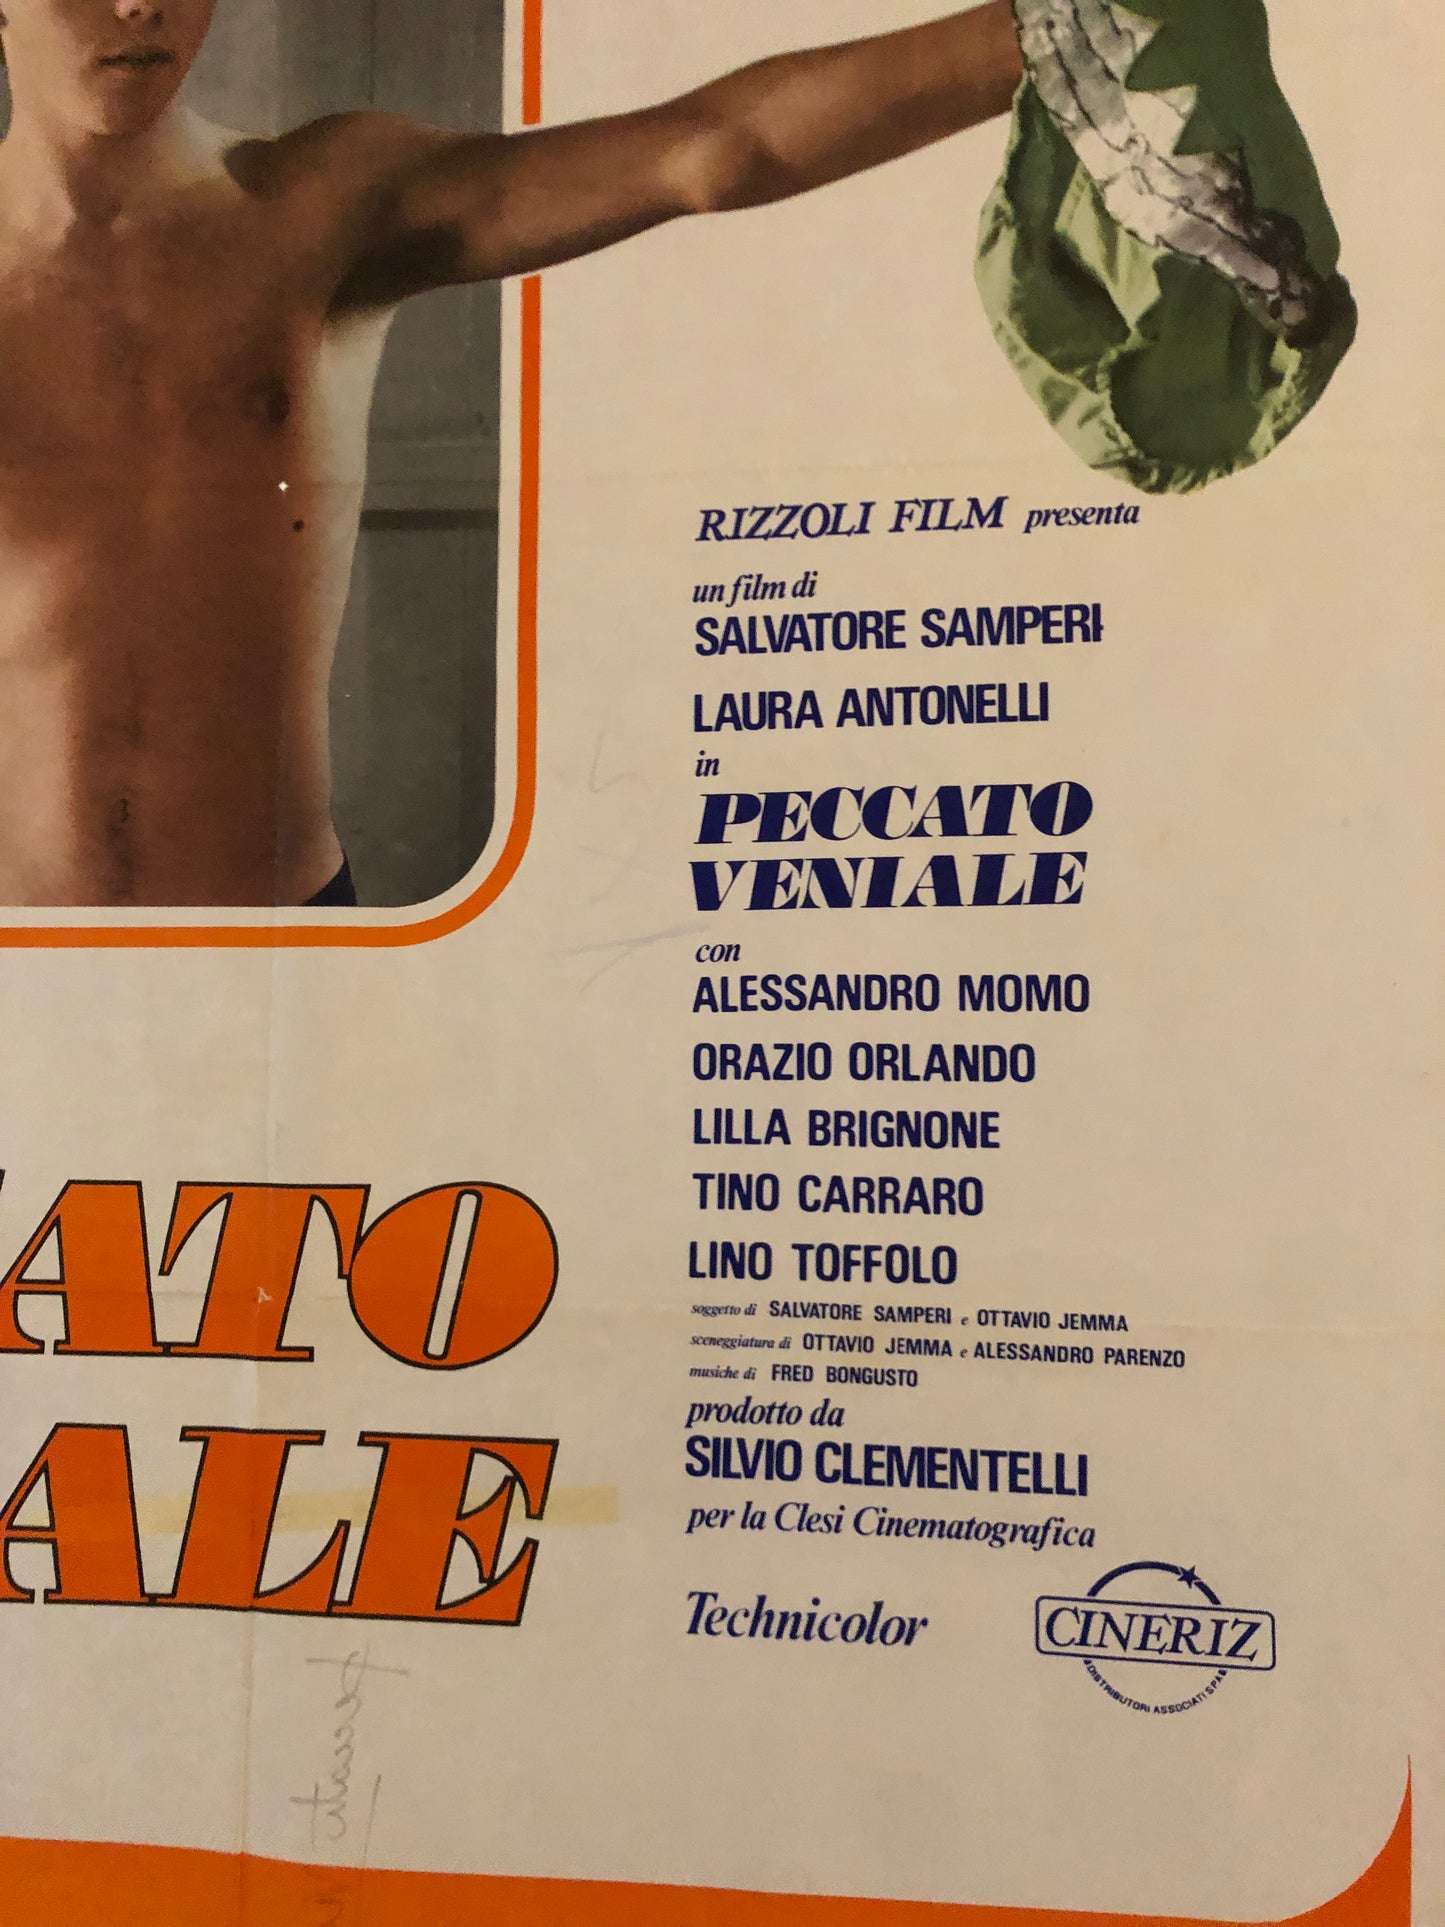 RIZZOLI FILM presenta
un film di
SALVATORE SAMPERI
LAURA ANTONELLI
in
PECCATO
VENIALE
con
ALESSANDRO MOMO
ORAZIO ORLANDO
LILLA BRIGNONE
TINO CARRARO
LINO TOFFOLO
soggetto di SALVATORE SAMPERI e OTTAVIO JEMMA
sceneggiatura di OTTAVIO JEMMA e ALESSANDRO PARENZO
musiche di FRED BONGUSTO
prodotto da
SILVIO CLEMENTELLI
per la Clesi Cinematografica
Technicolor
CINERIZ
DISTRIBUTORI ASSOCIATI S.P.A.
ATO
ALE